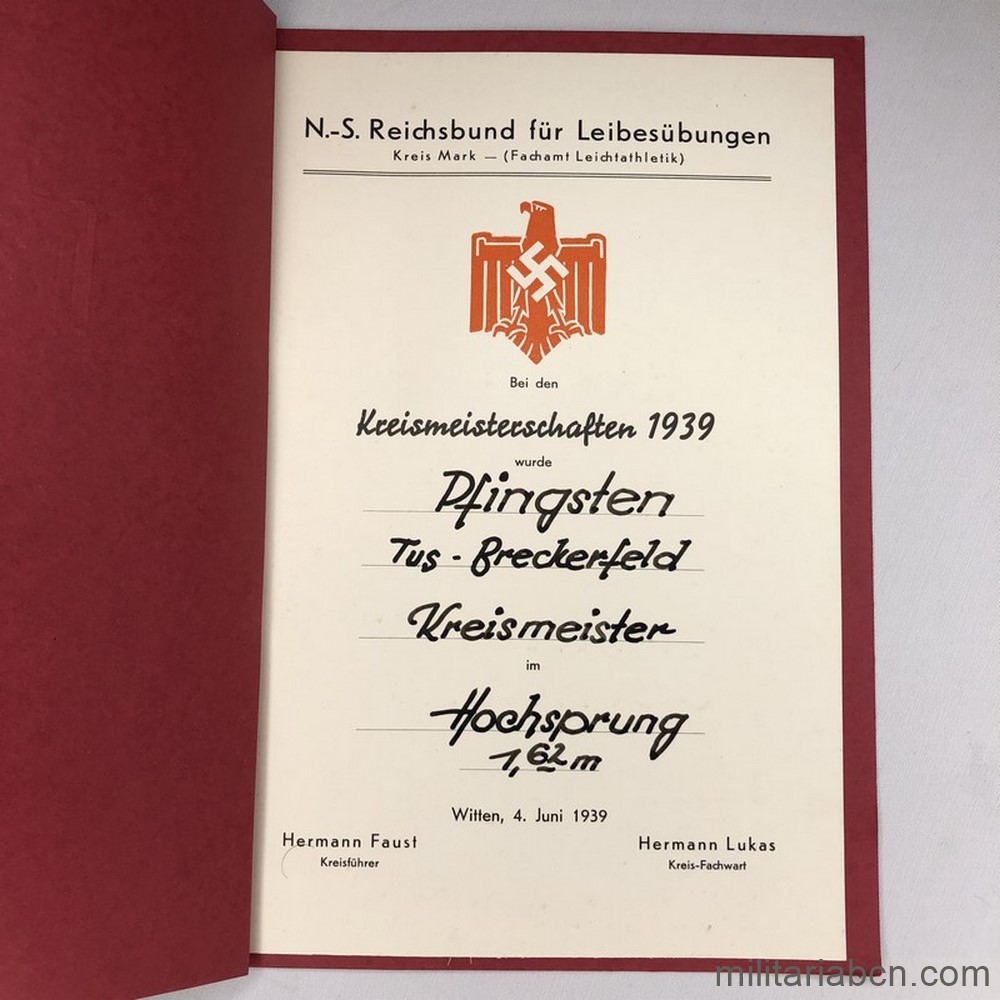 N.-S. Reichsbund für Leibesübungen
Kreis Mark — (Fachamt Leichtathletik)
Bei den
Kreismeisterschaften 1939
wurde
Pfingsten
Tus - Breckerfeld
Kreismeister
im
Hochsprung
1,62 m
Witten, 4. Juni 1939
Hermann Faust
Kreisführer
Hermann Lukas
Kreis-Fachwart
militariabcn.com